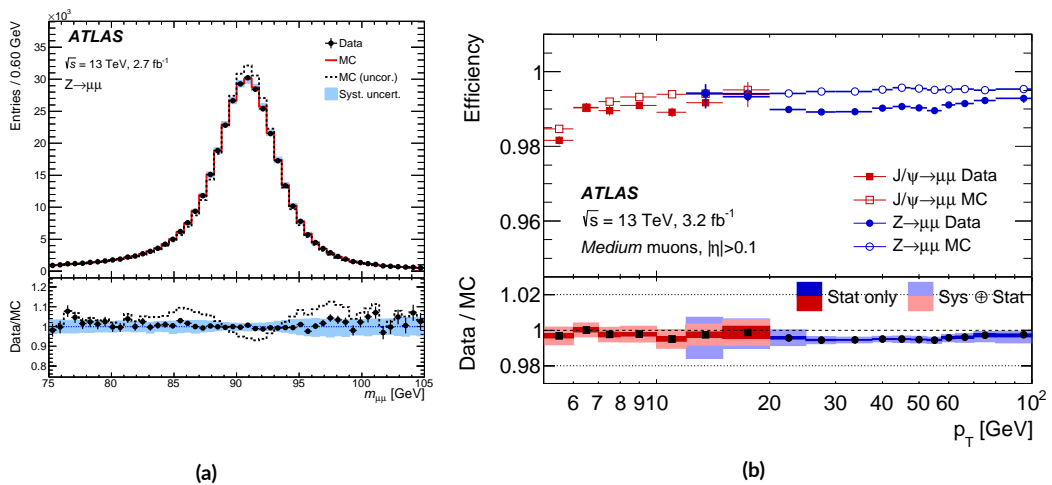 ×10³
ATLAS
√s = 13 TeV, 2.7 fb⁻¹
Z→μμ
Data
MC
MC (uncor.)
Syst. uncert.
Entries / 0.60 GeV
35
30
25
20
15
10
5
0
Data/MC
1.2
1.1
1.0
0.9
0.8
75 80 85 90 95 100 105
m_μμ [GeV]
(a)
Efficiency
1
0.98
0.96
0.94
ATLAS
√s = 13 TeV, 3.2 fb⁻¹
Medium muons, |η|>0.1
J/ψ→μμ Data
J/ψ→μμ MC
Z→μμ Data
Z→μμ MC
Data / MC
1.02
1
0.98
Stat only Sys ⊕ Stat
6 7 8 9 10 20 30 40 50 60 10²
p_T [GeV]
(b)